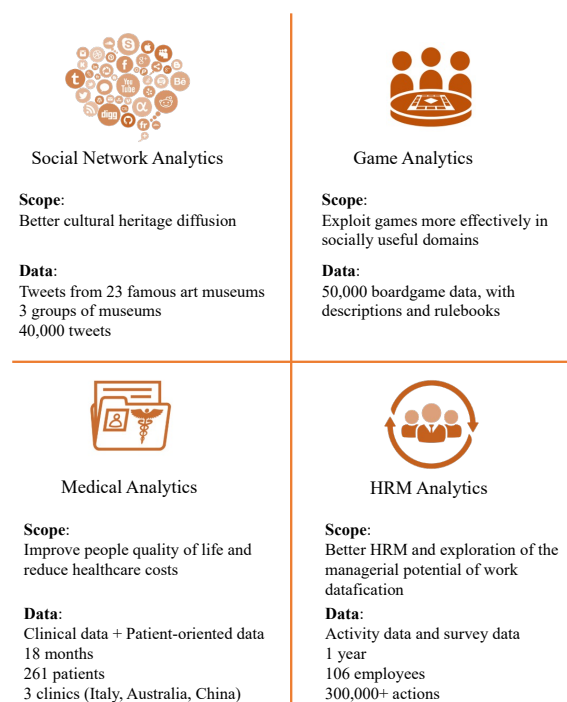 t
S
f
g+
You
Tube
Bē
digg
α
fr
Social Network Analytics
Scope:
Better cultural heritage diffusion
Data:
Tweets from 23 famous art museums
3 groups of museums
40,000 tweets
Game Analytics
Scope:
Exploit games more effectively in
socially useful domains
Data:
50,000 boardgame data, with
descriptions and rulebooks
Medical Analytics
Scope:
Improve people quality of life and
reduce healthcare costs
Data:
Clinical data + Patient-oriented data
18 months
261 patients
3 clinics (Italy, Australia, China)
HRM Analytics
Scope:
Better HRM and exploration of the
managerial potential of work
datafication
Data:
Activity data and survey data
1 year
106 employees
300,000+ actions